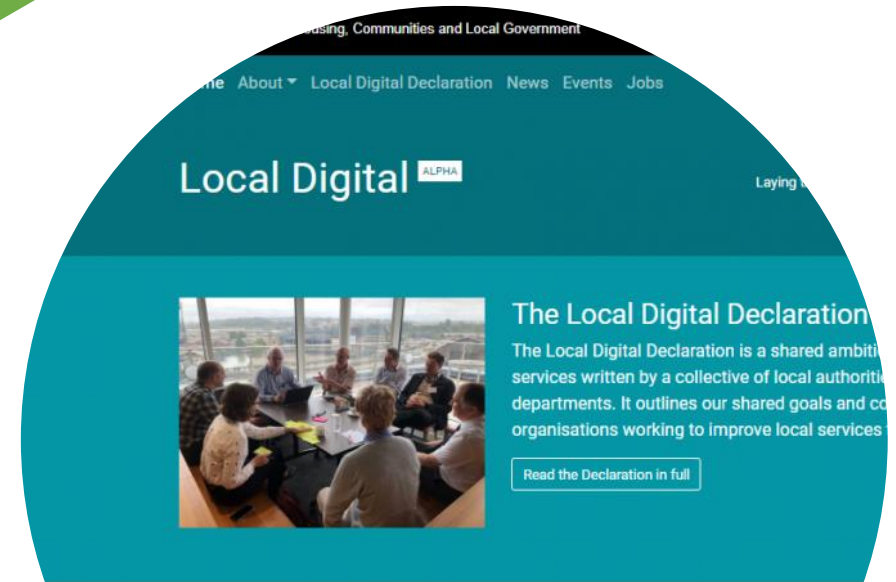 Housing, Communities and Local Government
About Local Digital Declaration News Events Jobs
Local Digital ALPHA
Laying
The Local Digital Declaration
The Local Digital Declaration is a shared
services written by a collective of local
departments. It outlines our shared goals and
organisations working to improve local services
Read the Declaration in full